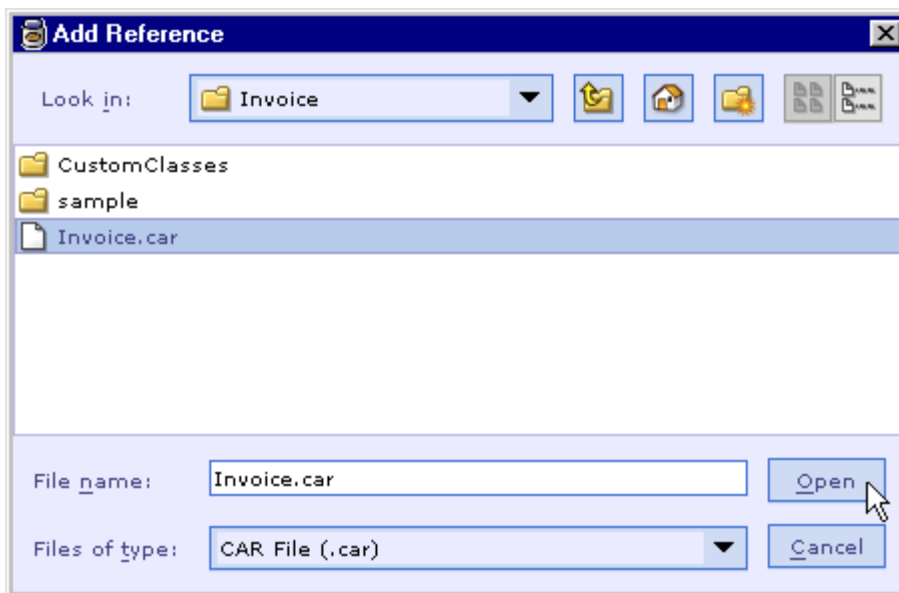 Add Reference
Look in: Invoice
CustomClasses
sample
Invoice.car
File name: Invoice.car Open
Files of type: CAR File (.car) Cancel